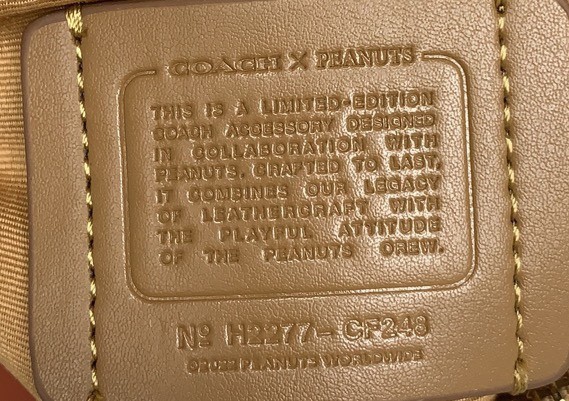 COACH X PEANUTS
THIS IS A LIMITED-EDITION
COACH ACCESSORY DESIGNED
IN COLLABORATION WITH
PEANUTS. CRAFTED TO LAST,
IT COMBINES OUR LEGACY
OF LEATHERCRAFT WITH
THE PLAYFUL ATTITUDE
OF THE PEANUTS CREW.
Nº H2277-CF248
©2022 PEANUTS WORLDWIDE